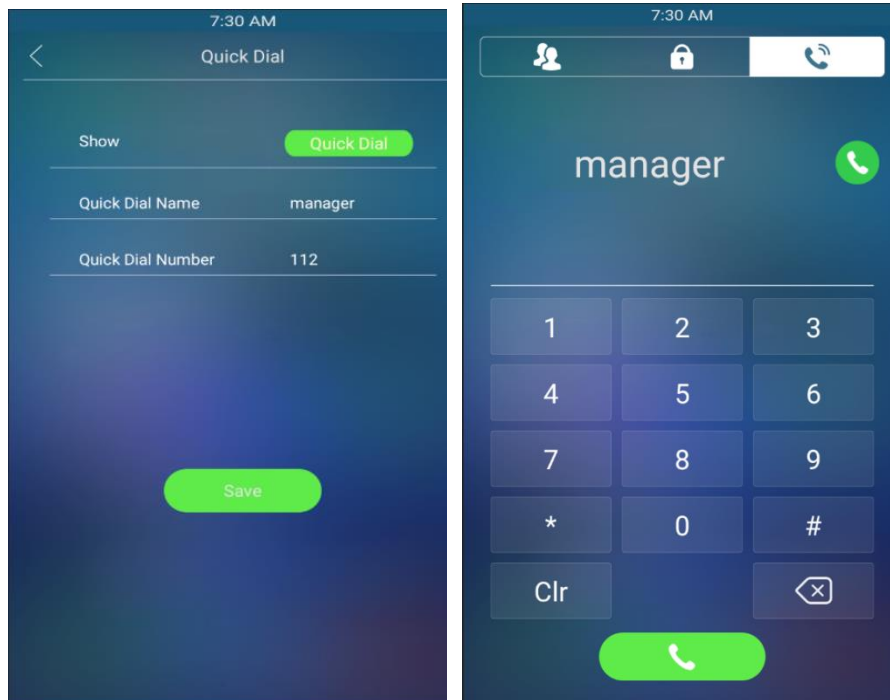 7:30 AM
Quick Dial
Show Quick Dial
Quick Dial Name manager
Quick Dial Number 112
Save
7:30 AM
manager
1 2 3
4 5 6
7 8 9
* 0 #
Clr